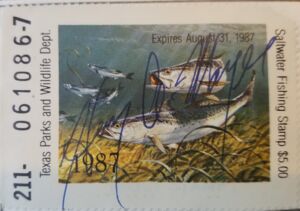 211- 061086-7
Texas Parks and Wildlife Dept.
Expires August 31, 1987
1987
Saltwater Fishing Stamp $5.00